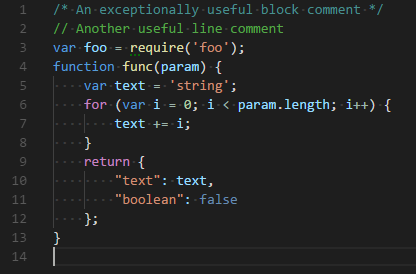 1 /* An exceptionally useful block comment */
2 // Another useful line comment
3 var foo = require('foo');
4 function func(param) {
5     var text = 'string';
6     for (var i = 0; i < param.length; i++) {
7         text += i;
8     }
9     return {
10         "text": text,
11         "boolean": false
12     };
13 }
14